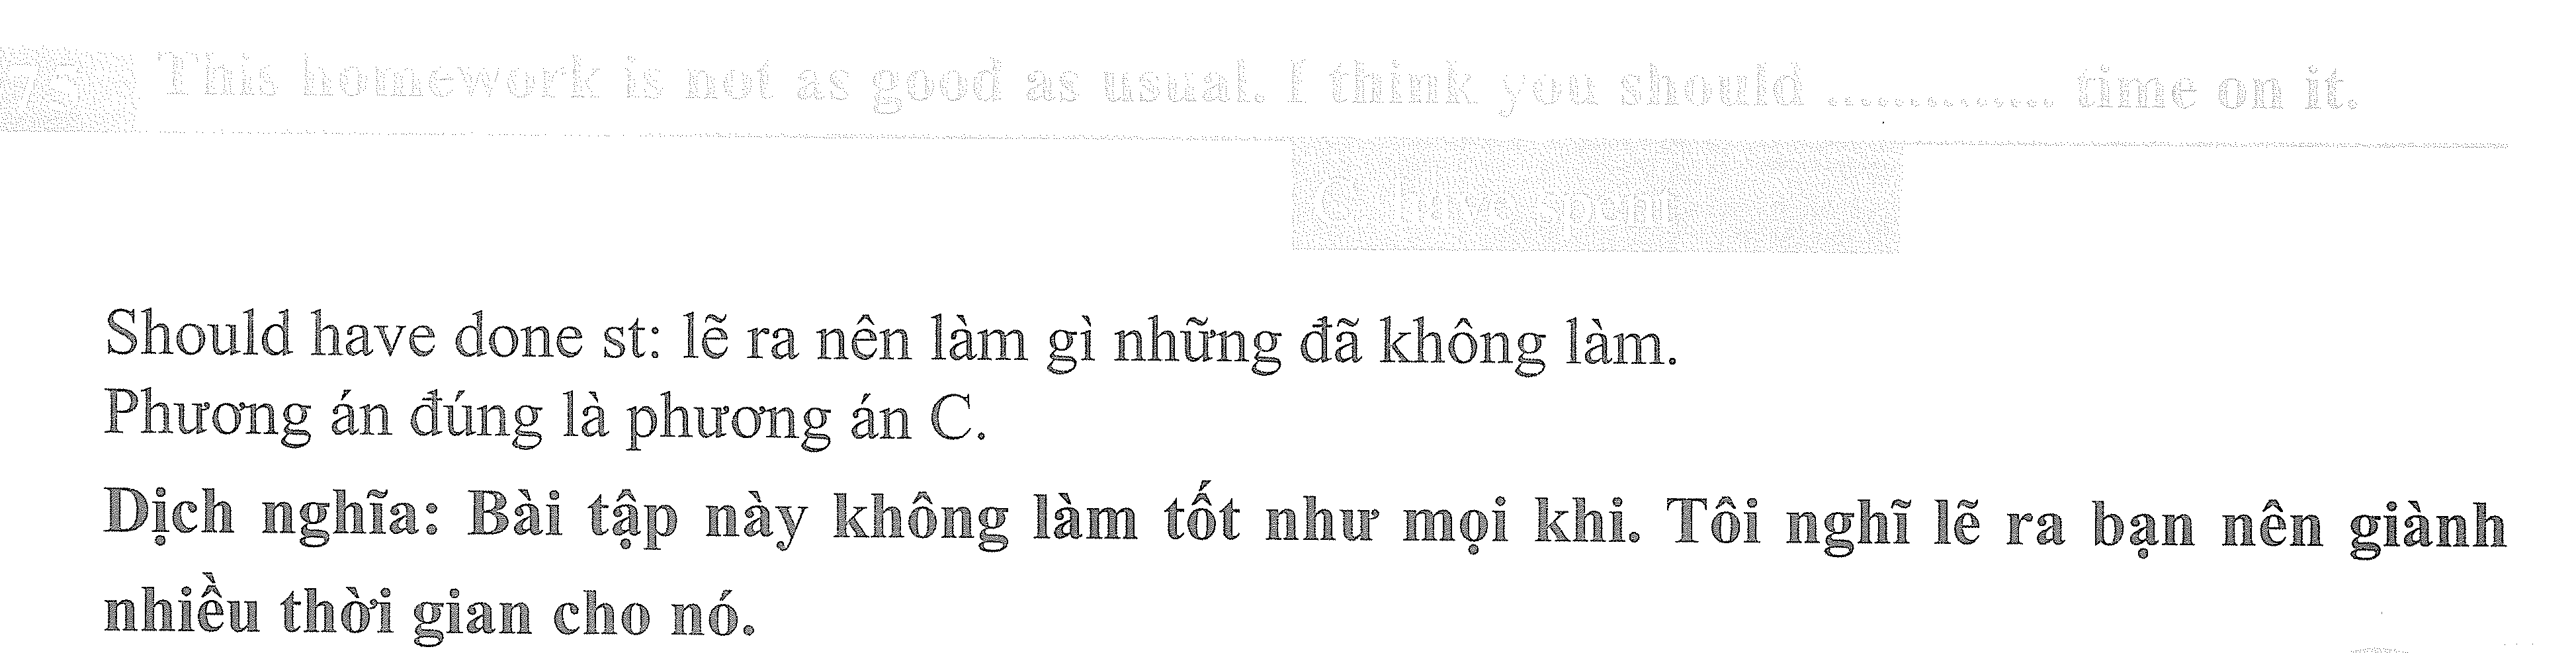 75 This homework is not as good as usual. I think you should .............. time on it.
C. have spent
Should have done st: lẽ ra nên làm gì những đã không làm.
Phương án đúng là phương án C.
Dịch nghĩa: Bài tập này không làm tốt như mọi khi. Tôi nghĩ lẽ ra bạn nên giành
nhiều thời gian cho nó.